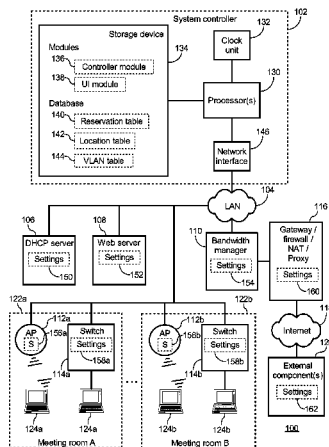 System controller
102
Storage device
134
Clock unit
132
Modules
136
Controller module
138
UI module
Processor(s)
130
Database
140
Reservation table
142
Location table
144
VLAN table
Network interface
146
LAN
104
116
106
DHCP server
Settings
150
108
Web server
Settings
152
110
Bandwidth manager
Settings
154
Gateway / firewall / NAT / Proxy
Settings
160
122a
112a
AP
S
156a
Switch
Settings
158a
114a
124a
124a
Meeting room A
122b
112b
AP
S
156b
Switch
Settings
158b
114b
124b
124b
Meeting room B
Internet
External component(s)
Settings
162
100